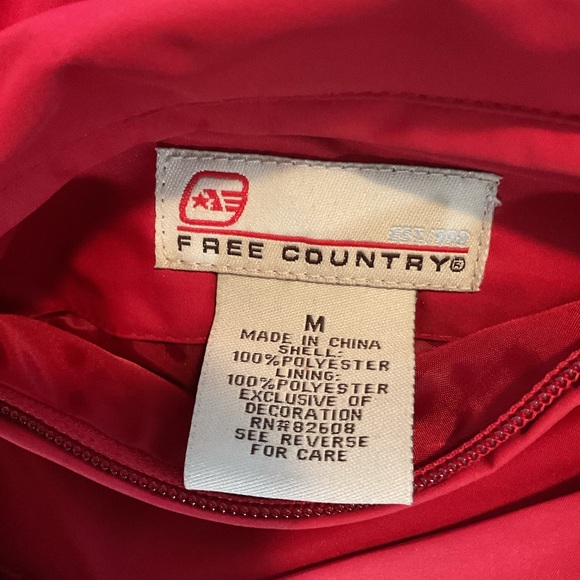 FREE COUNTRY®
M
MADE IN CHINA
SHELL:
100%POLYESTER
LINING:
100%POLYESTER
EXCLUSIVE OF
DECORATION
RN#82608
SEE REVERSE
FOR CARE